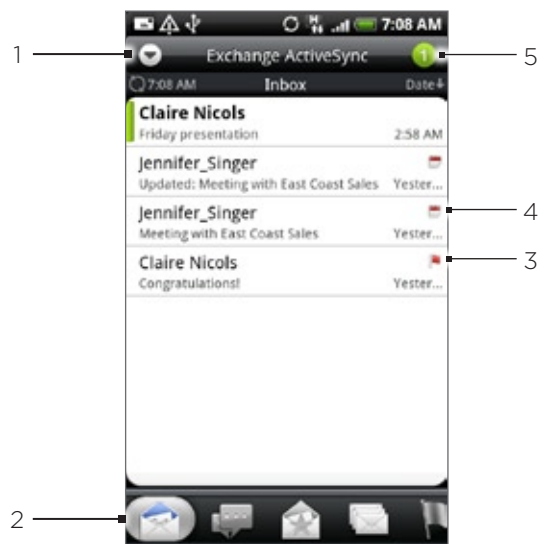 7:08 AM
1
Exchange ActiveSync
1
5
7:08 AM Inbox Date
Claire Nicols
Friday presentation 2:58 AM
Jennifer_Singer
Updated: Meeting with East Coast Sales Yester...
Jennifer_Singer
4
Meeting with East Coast Sales Yester...
Claire Nicols
3
Congratulations! Yester...
2